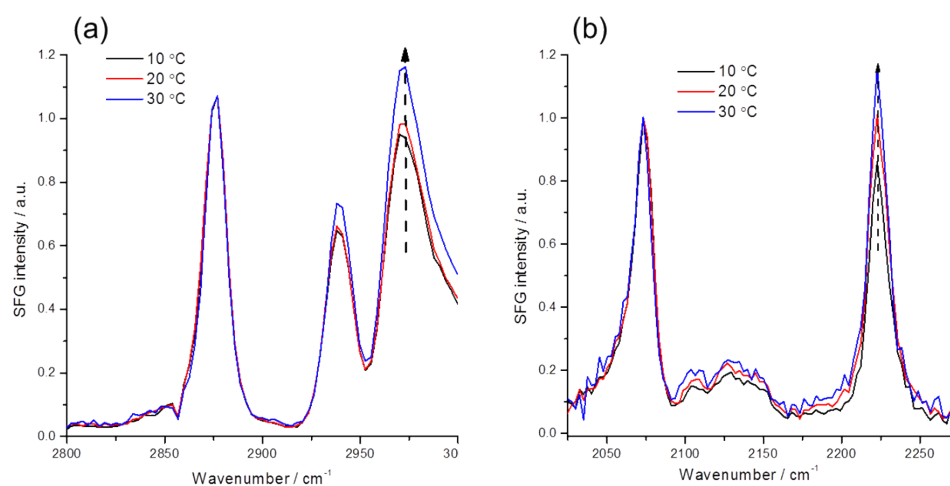 (a)
10 °C
20 °C
30 °C
SFG intensity / a.u.
1.2
1.0
0.8
0.6
0.4
0.2
0.0
2800 2850 2900 2950 30
Wavenumber / cm⁻¹
(b)
10 °C
20 °C
30 °C
SFG intensity / a.u.
1.2
1.0
0.8
0.6
0.4
0.2
0.0
2050 2100 2150 2200 2250
Wavenumber / cm⁻¹